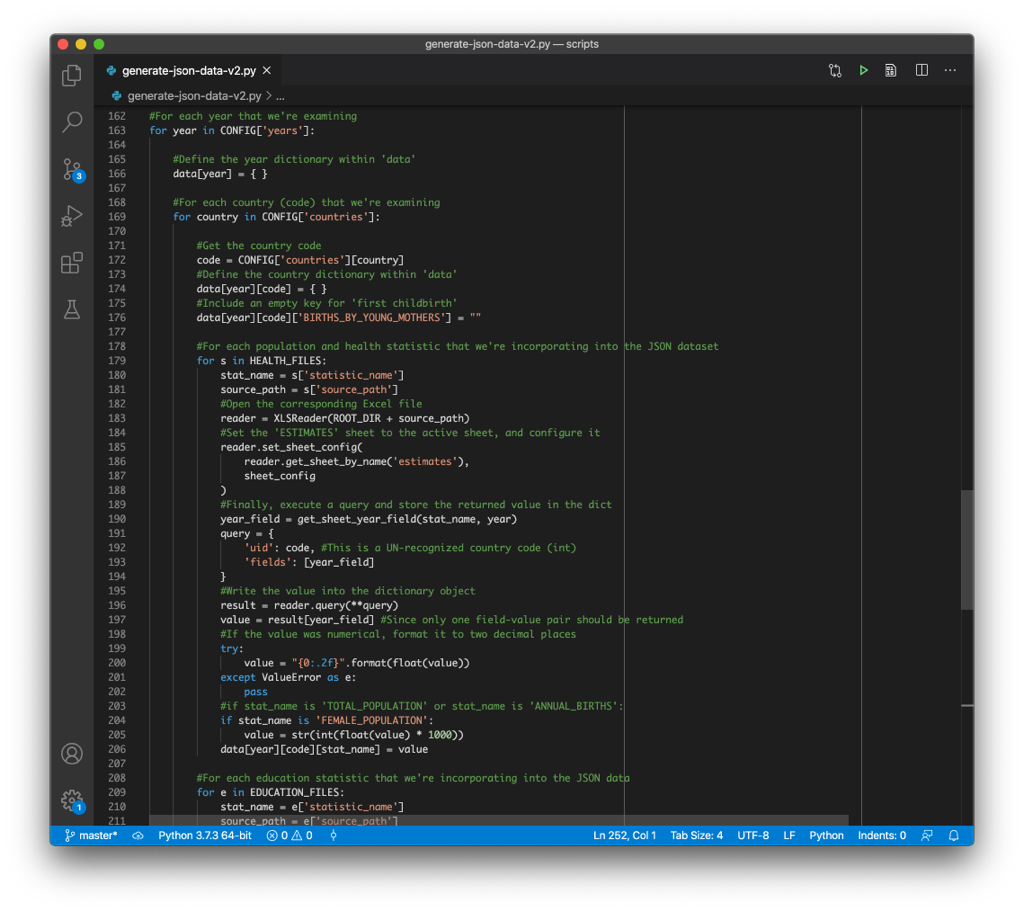 generate-json-data-v2.py — scripts
generate-json-data-v2.py ×
generate-json-data-v2.py > ...
162 #For each year that we're examining
163 for year in CONFIG['years']:
164
165 #Define the year dictionary within 'data'
166 data[year] = { }
167
168 #For each country (code) that we're examining
169 for country in CONFIG['countries']:
170
171 #Get the country code
172 code = CONFIG['countries'][country]
173 #Define the country dictionary within 'data'
174 data[year][code] = { }
175 #Include an empty key for 'first childbirth'
176 data[year][code]['BIRTHS_BY_YOUNG_MOTHERS'] = ""
177
178 #For each population and health statistic that we're incorporating into the JSON dataset
179 for s in HEALTH_FILES:
180 stat_name = s['statistic_name']
181 source_path = s['source_path']
182 #Open the corresponding Excel file
183 reader = XLSReader(ROOT_DIR + source_path)
184 #Set the 'ESTIMATES' sheet to the active sheet, and configure it
185 reader.set_sheet_config(
186 reader.get_sheet_by_name('estimates'),
187 sheet_config
188 )
189 #Finally, execute a query and store the returned value in the dict
190 year_field = get_sheet_year_field(stat_name, year)
191 query = {
192 'uid': code, #This is a UN-recognized country code (int)
193 'fields': [year_field]
194 }
195 #Write the value into the dictionary object
196 result = reader.query(**query)
197 value = result[year_field] #Since only one field-value pair should be returned
198 #If the value was numerical, format it to two decimal places
199 try:
200 value = "{0:.2f}".format(float(value))
201 except ValueError as e:
202 pass
203 #if stat_name is 'TOTAL_POPULATION' or stat_name is 'ANNUAL_BIRTHS':
204 if stat_name is 'FEMALE_POPULATION':
205 value = str(int(float(value) * 1000))
206 data[year][code][stat_name] = value
207
208 #For each education statistic that we're incorporating into the JSON data
209 for e in EDUCATION_FILES:
210 stat_name = e['statistic_name']
211 source_path = e['source_path']
3
1
master* Python 3.7.3 64-bit 0 0 Ln 252, Col 1 Tab Size: 4 UTF-8 LF Python Indents: 0